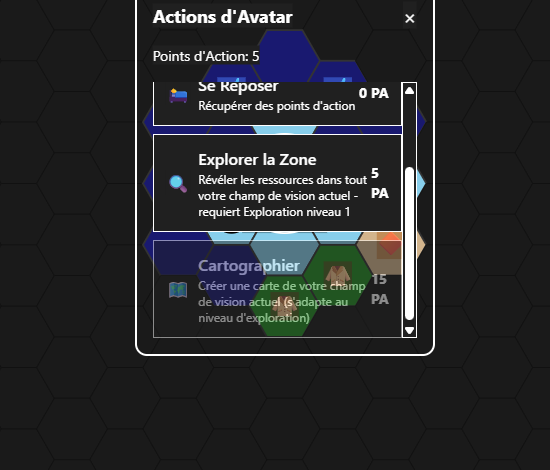 Actions d'Avatar
×
Points d'Action: 5
Se Reposer
0 PA
Récupérer des points d'action
Explorer la Zone
5
PA
Révéler les ressources dans tout
votre champ de vision actuel -
requiert Exploration niveau 1
Cartographier
15
PA
Créer une carte de votre champ
de vision actuel (s'adapte au
niveau d'exploration)